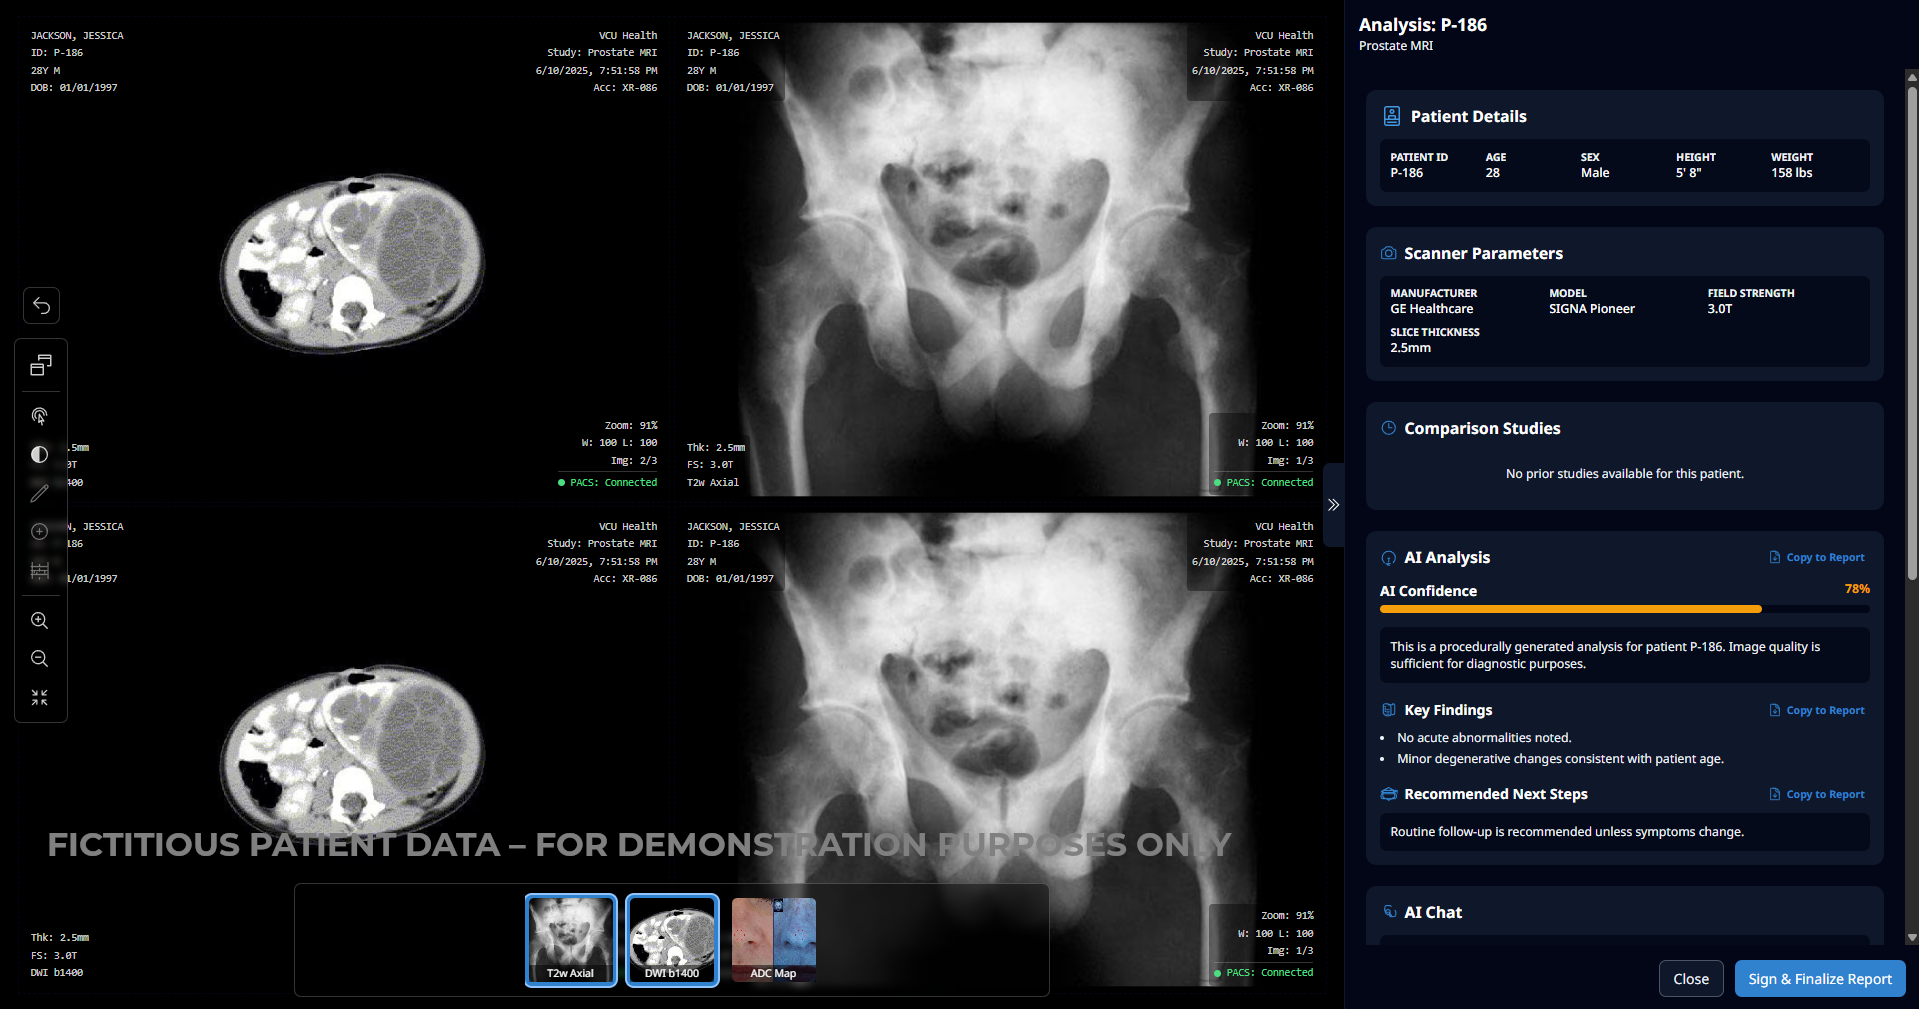 JACKSON, JESSICA
ID: P-186
28Y M
DOB: 01/01/1997
VCU Health
Study: Prostate MRI
6/10/2025, 7:51:58 PM
Acc: XR-086
.5mm
0T
400
Zoom: 91%
W: 100 L: 100
Img: 2/3
PACS: Connected
JACKSON, JESSICA
ID: P-186
28Y M
DOB: 01/01/1997
VCU Health
Study: Prostate MRI
6/10/2025, 7:51:58 PM
Acc: XR-086
Thk: 2.5mm
FS: 3.0T
T2w Axial
Zoom: 91%
W: 100 L: 100
Img: 1/3
PACS: Connected
N, JESSICA
186
1/01/1997
VCU Health
Study: Prostate MRI
6/10/2025, 7:51:58 PM
Acc: XR-086
Thk: 2.5mm
FS: 3.0T
DWI b1400
JACKSON, JESSICA
ID: P-186
28Y M
DOB: 01/01/1997
VCU Health
Study: Prostate MRI
6/10/2025, 7:51:58 PM
Acc: XR-086
Zoom: 91%
W: 100 L: 100
Img: 1/3
PACS: Connected
FICTITIOUS PATIENT DATA – FOR DEMONSTRATION PURPOSES ONLY
T2w Axial
DWI b1400
ADC Map
Analysis: P-186
Prostate MRI
Patient Details
PATIENT ID AGE SEX HEIGHT WEIGHT
P-186 28 Male 5' 8" 158 lbs
Scanner Parameters
MANUFACTURER MODEL FIELD STRENGTH
GE Healthcare SIGNA Pioneer 3.0T
SLICE THICKNESS
2.5mm
Comparison Studies
No prior studies available for this patient.
AI Analysis
Copy to Report
AI Confidence 78%
This is a procedurally generated analysis for patient P-186. Image quality is
sufficient for diagnostic purposes.
Key Findings
Copy to Report
• No acute abnormalities noted.
• Minor degenerative changes consistent with patient age.
Recommended Next Steps
Copy to Report
Routine follow-up is recommended unless symptoms change.
AI Chat
Close
Sign & Finalize Report